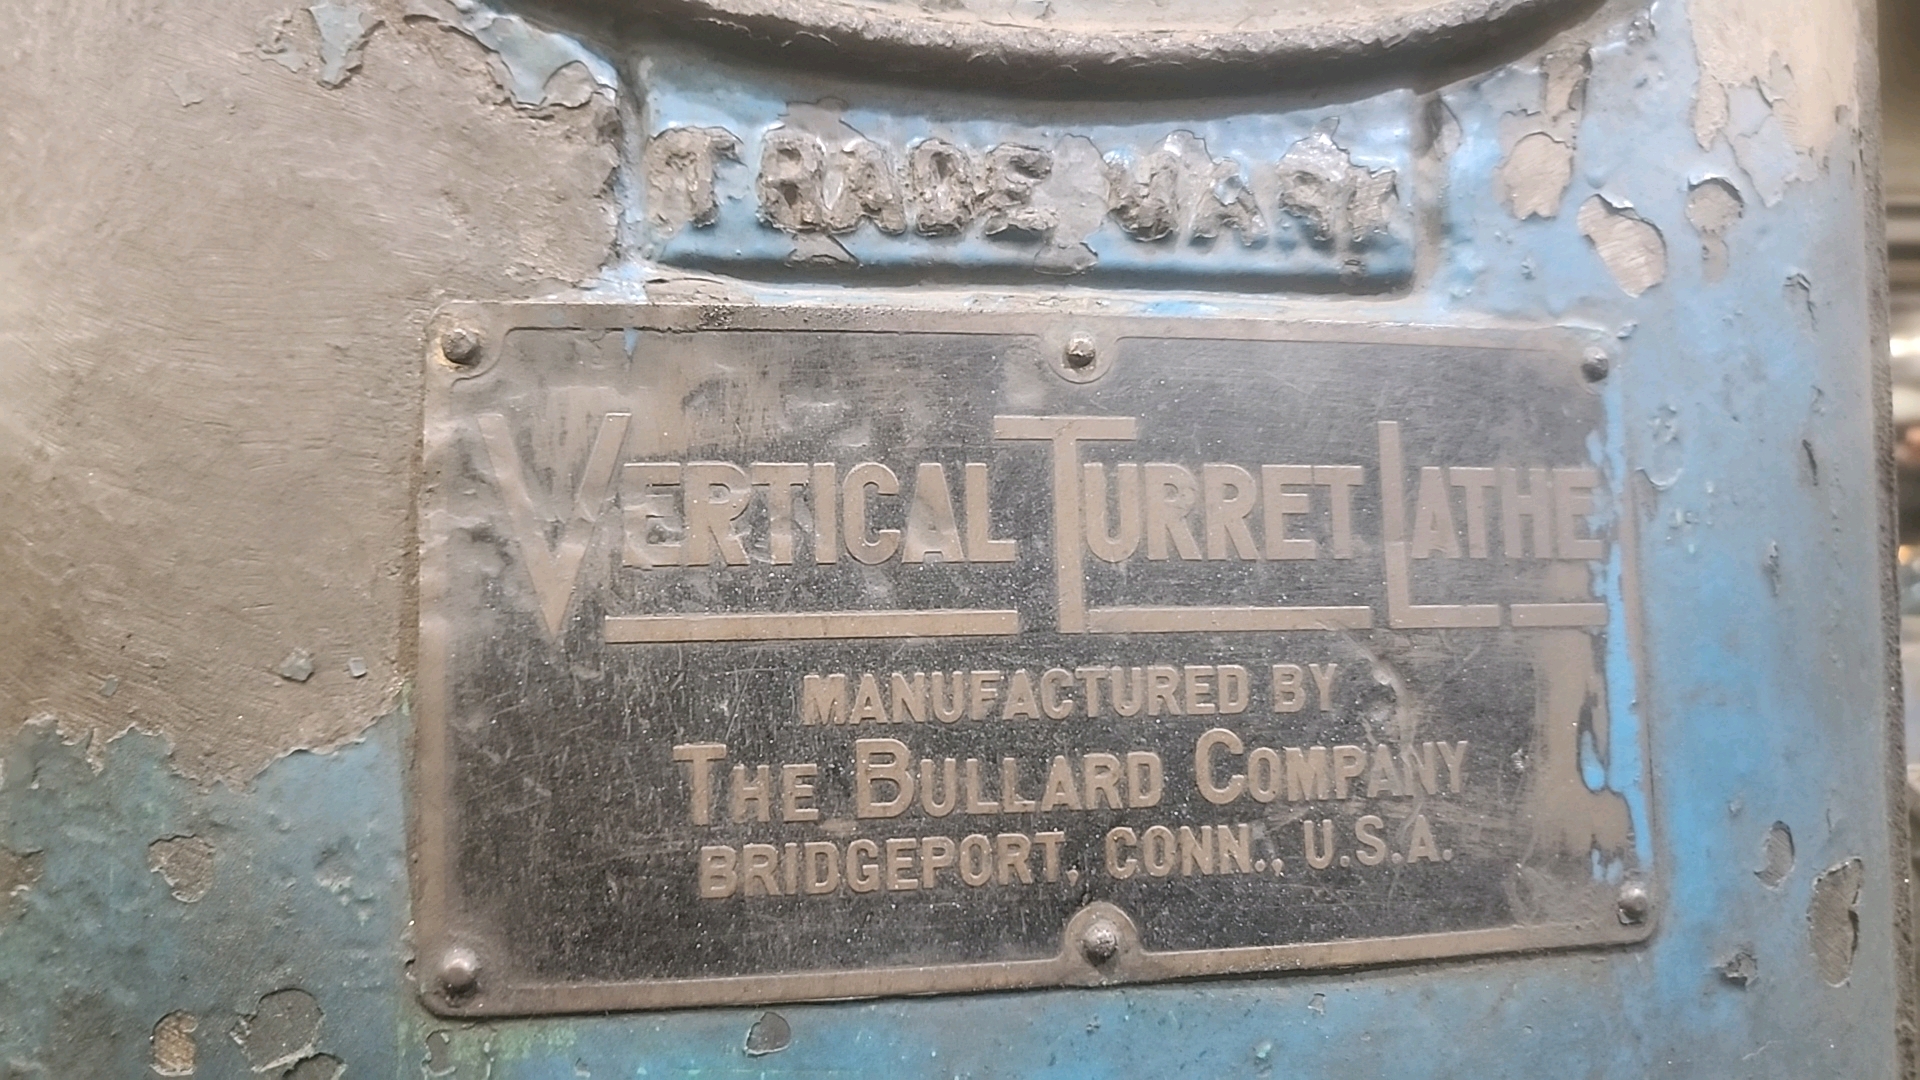 TRADE MARK
VERTICAL TURRET LATHE
MANUFACTURED BY
THE BULLARD COMPANY
BRIDGEPORT, CONN., U.S.A.